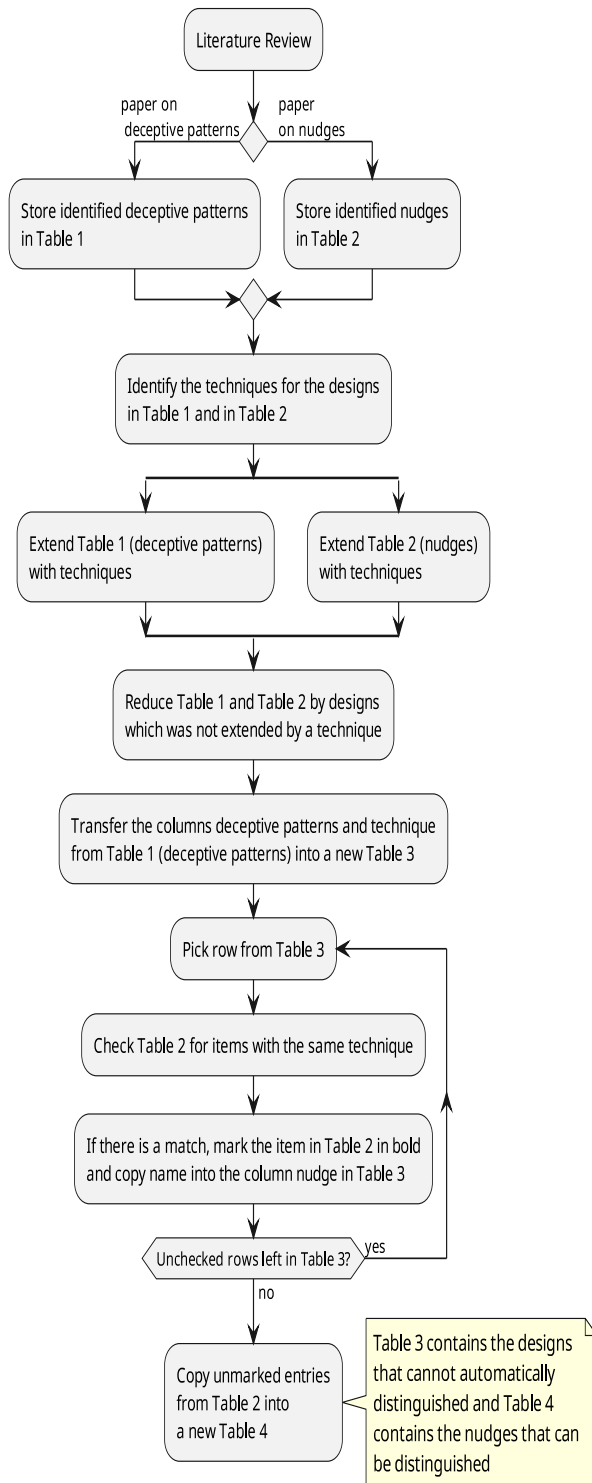 Literature Review
paper on
deceptive patterns
paper
on nudges
Store identified deceptive patterns
in Table 1
Store identified nudges
in Table 2
Identify the techniques for the designs
in Table 1 and in Table 2
Extend Table 1 (deceptive patterns)
with techniques
Extend Table 2 (nudges)
with techniques
Reduce Table 1 and Table 2 by designs
which was not extended by a technique
Transfer the columns deceptive patterns and technique
from Table 1 (deceptive patterns) into a new Table 3
Pick row from Table 3
Check Table 2 for items with the same technique
If there is a match, mark the item in Table 2 in bold
and copy name into the column nudge in Table 3
Unchecked rows left in Table 3?
yes
no
Copy unmarked entries
from Table 2 into
a new Table 4
Table 3 contains the designs
that cannot automatically
distinguished and Table 4
contains the nudges that can
be distinguished